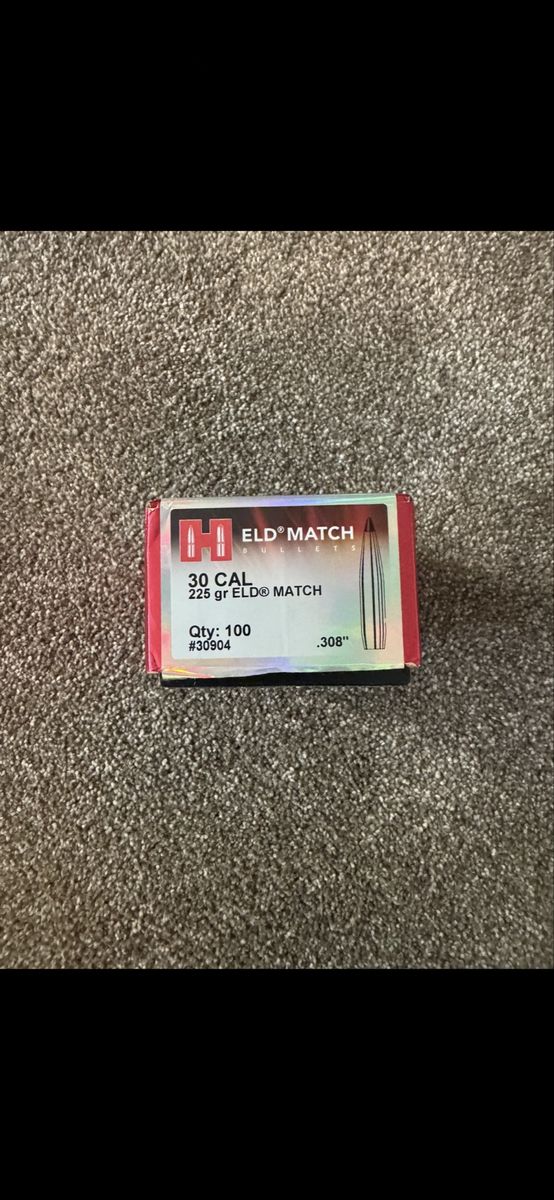 H ELD® MATCH
BULLETS
30 CAL
225 gr ELD® MATCH
Qty: 100
#30904
.308"